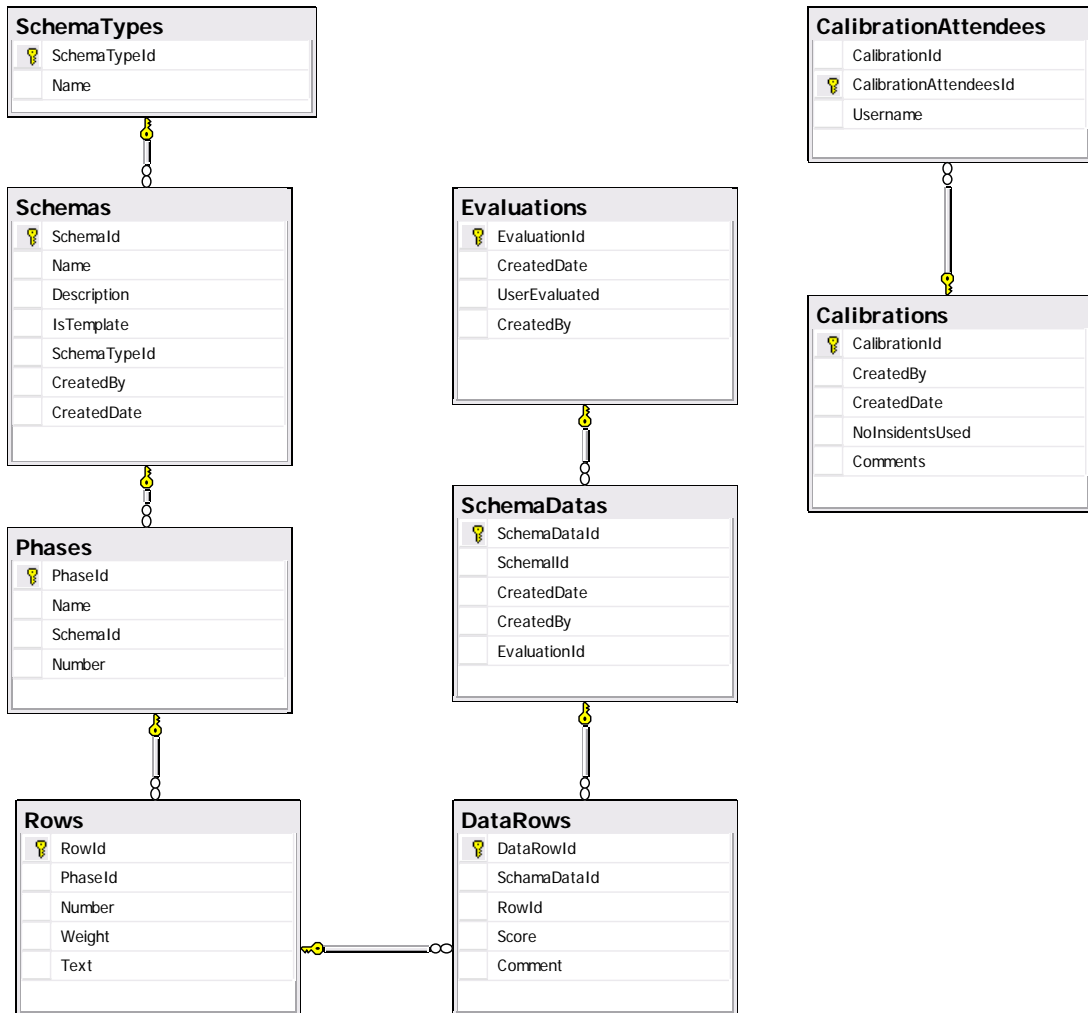 SchemaTypes
SchemaTypeId
Name
Schemas
SchemaId
Name
Description
IsTemplate
SchemaTypeId
CreatedBy
CreatedDate
Phases
PhaseId
Name
SchemaId
Number
Rows
RowId
PhaseId
Number
Weight
Text
Evaluations
EvaluationId
CreatedDate
UserEvaluated
CreatedBy
SchemaDatas
SchemaDataId
SchemalId
CreatedDate
CreatedBy
EvaluationId
DataRows
DataRowId
SchamaDataId
RowId
Score
Comment
CalibrationAttendees
CalibrationId
CalibrationAttendeesId
Username
Calibrations
CalibrationId
CreatedBy
CreatedDate
NoInsidentsUsed
Comments